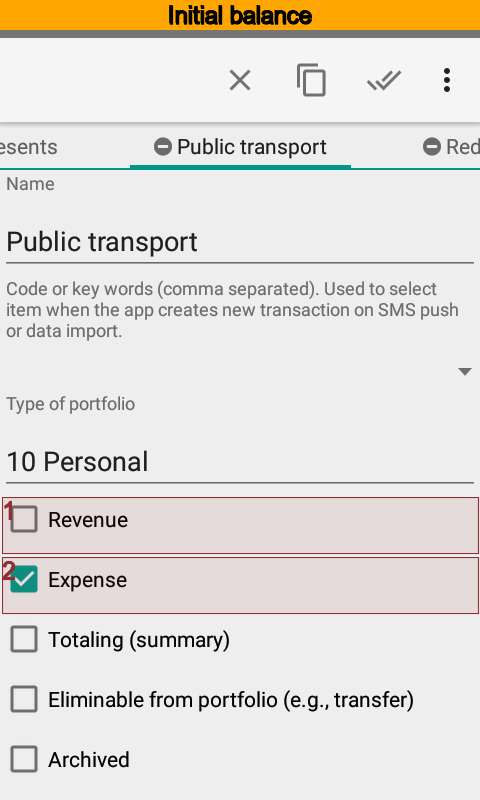 Initial balance
esents
Public transport
Red
Name
Public transport
Code or key words (comma separated). Used to select
item when the app creates new transaction on SMS push
or data import.
Type of portfolio
10 Personal
1
Revenue
2
Expense
Totaling (summary)
Eliminable from portfolio (e.g., transfer)
Archived